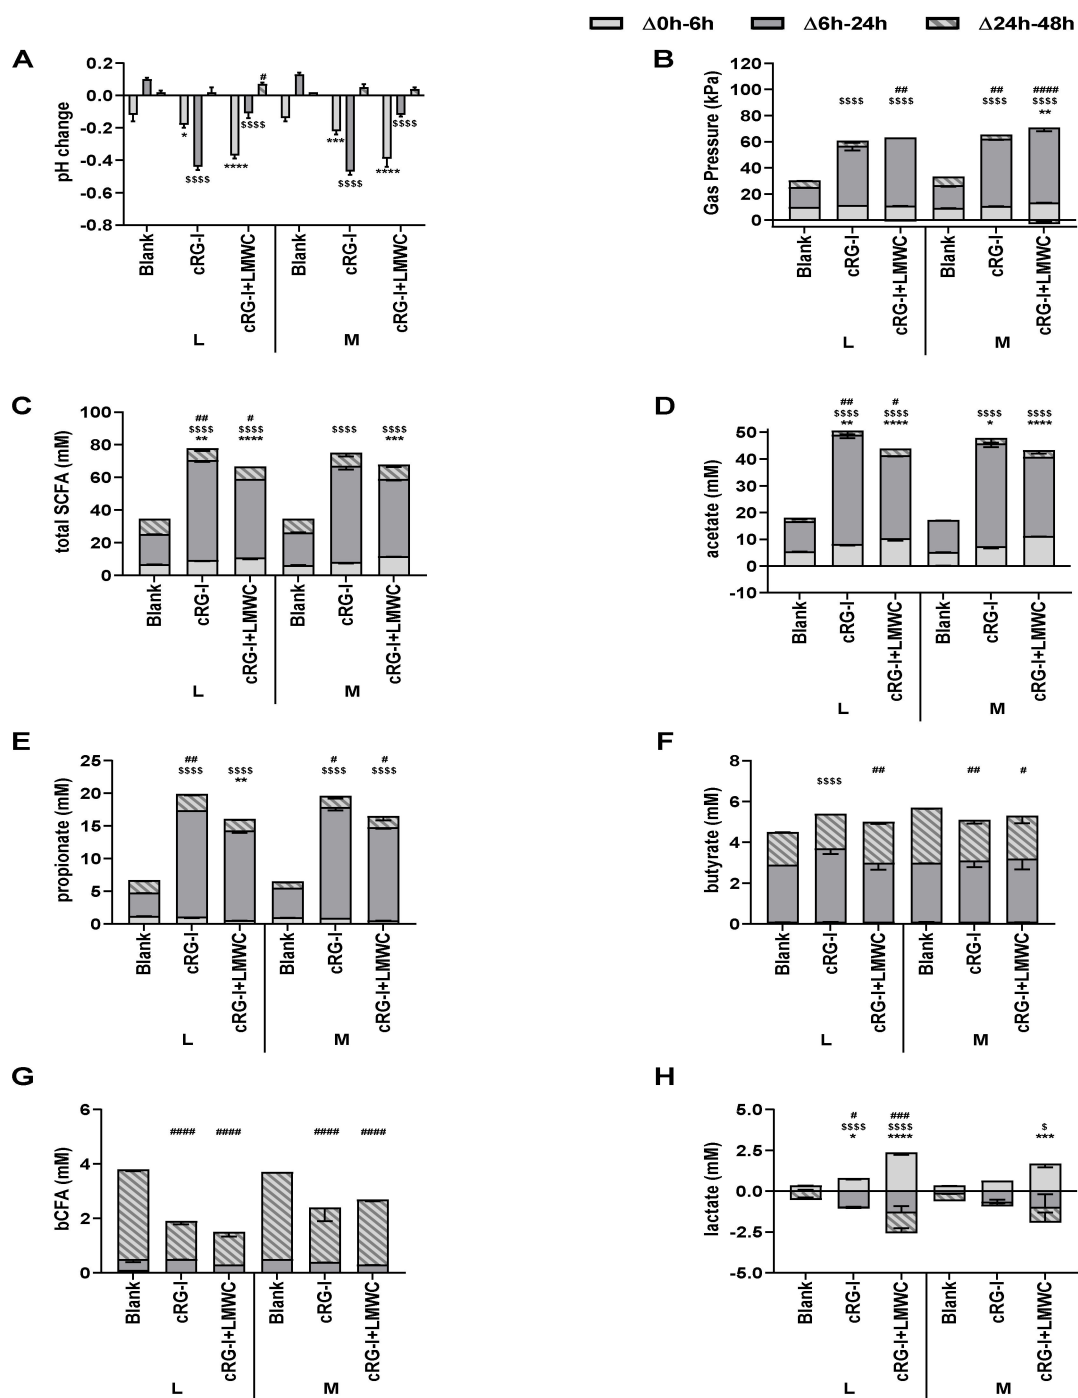 Δ0h-6h Δ6h-24h Δ24h-48h
A
pH change
0.2
0.0
-0.2
-0.4
-0.6
-0.8
#
* $$$$ **** $$$$ *** $$$$ **** $$$$
Blank cRG-I cRG-I+LMWC Blank cRG-I cRG-I+LMWC
L M
B
Gas Pressure (kPa)
120
100
80
60
40
20
0
## ## ####
$$$$ $$$$ $$$$ $$$$
**
Blank cRG-I cRG-I+LMWC Blank cRG-I cRG-I+LMWC
L M
C
total SCFA (mM)
100
80
60
40
20
0
## #
$$$$ $$$$ $$$$ $$$$
** **** ***
Blank cRG-I cRG-I+LMWC Blank cRG-I cRG-I+LMWC
L M
D
acetate (mM)
50
40
30
20
10
0
-10
## #
$$$$ $$$$ $$$$ $$$$
** **** * ****
Blank cRG-I cRG-I+LMWC Blank cRG-I cRG-I+LMWC
L M
E
propionate (mM)
25
20
15
10
5
0
## # #
$$$$ $$$$ $$$$ $$$$
**
Blank cRG-I cRG-I+LMWC Blank cRG-I cRG-I+LMWC
L M
F
butyrate (mM)
8
6
4
2
0
$$$$ ## ## #
Blank cRG-I cRG-I+LMWC Blank cRG-I cRG-I+LMWC
L M
G
bCFA (mM)
6
4
2
0
#### #### #### ####
Blank cRG-I cRG-I+LMWC Blank cRG-I cRG-I+LMWC
L M
H
lactate (mM)
5.0
2.5
0.0
-2.5
-5.0
# ###
$$$$ $$$$ $
* **** ***
Blank cRG-I cRG-I+LMWC Blank cRG-I cRG-I+LMWC
L M